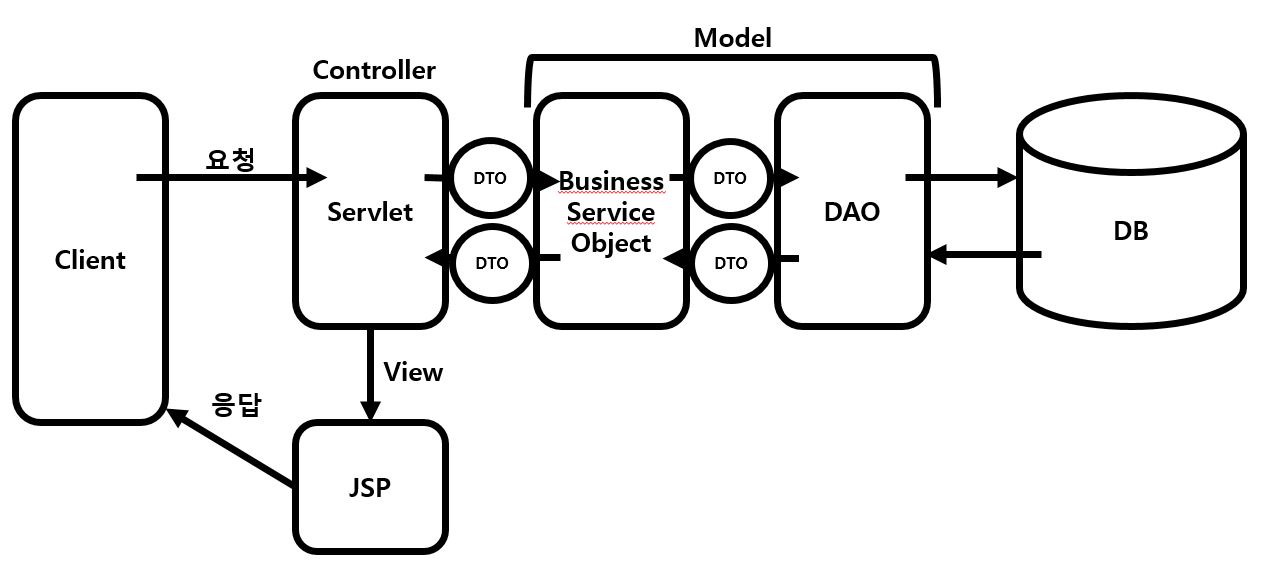 Model
Controller
요청
DTO
DTO
Business
Service
Object
Servlet
DAO
DB
Client
DTO
DTO
View
응답
JSP